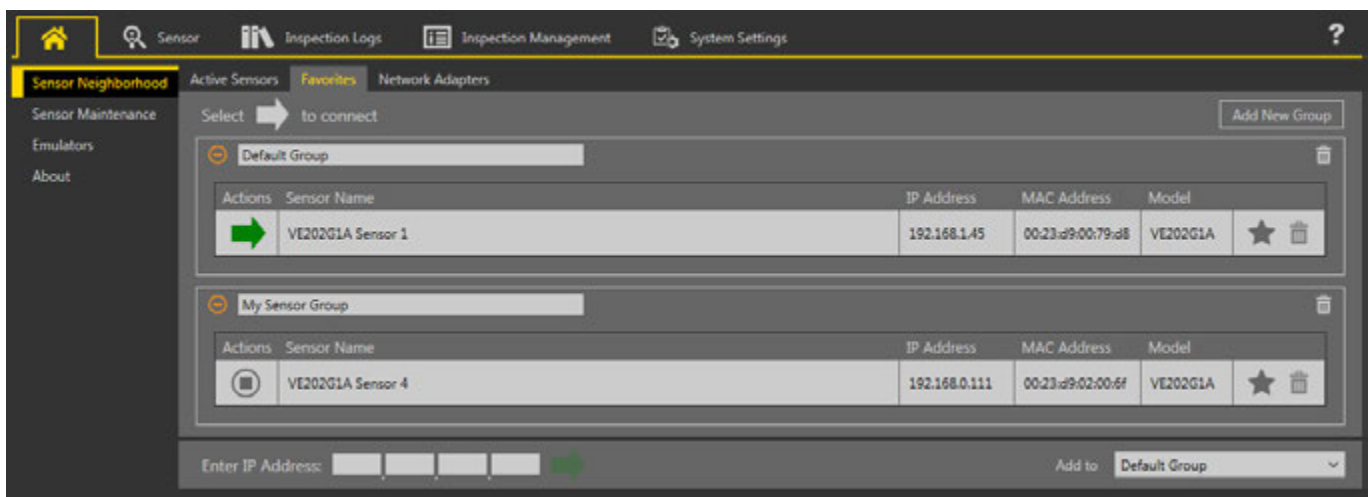 Sensor Inspection Logs Inspection Management System Settings ?
Sensor Neighborhood Active Sensors Favorites Network Adapters
Sensor Maintenance Select to connect Add New Group
Emulators Default Group
About
Actions Sensor Name IP Address MAC Address Model
VE202G1A Sensor 1 192.168.1.45 00:23:d9:00:79:d8 VE202G1A
My Sensor Group
Actions Sensor Name IP Address MAC Address Model
VE202G1A Sensor 4 192.168.0.111 00:23:d9:02:00:6f VE202G1A
Enter IP Address: . . . Add to Default Group